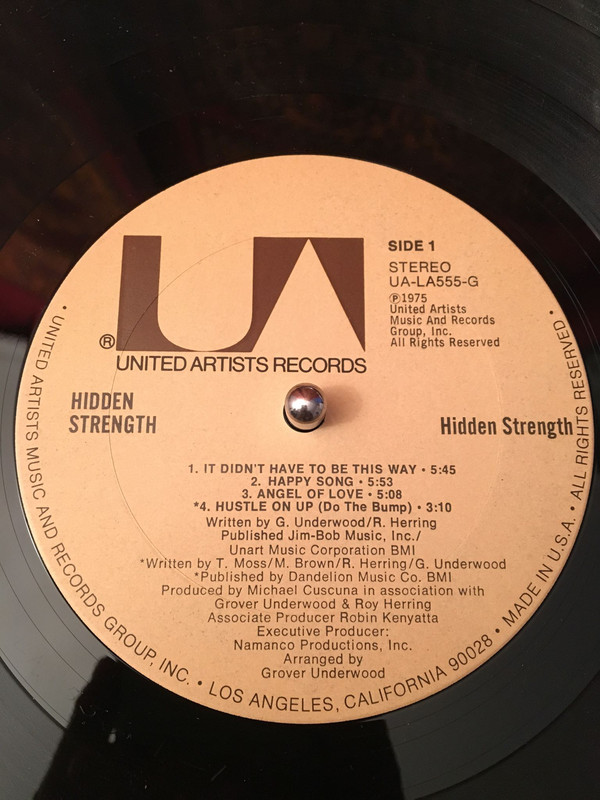 UA
®
UNITED ARTISTS RECORDS
SIDE 1
STEREO
UA-LA555-G
℗1975
United Artists
Music And Records
Group, Inc.
All Rights Reserved
HIDDEN
STRENGTH
Hidden Strength
1. IT DIDN'T HAVE TO BE THIS WAY • 5:45
2. HAPPY SONG • 5:53
3. ANGEL OF LOVE • 5:08
*4. HUSTLE ON UP (Do The Bump) • 3:10
Written by G. Underwood/R. Herring
Published Jim-Bob Music, Inc./
Unart Music Corporation BMI
*Written by T. Moss/M. Brown/R. Herring/G. Underwood
*Published by Dandelion Music Co. BMI
Produced by Michael Cuscuna in association with
Grover Underwood & Roy Herring
Associate Producer Robin Kenyatta
Executive Producer:
Namanco Productions, Inc.
Arranged by
Grover Underwood
• UNITED ARTISTS MUSIC AND RECORDS GROUP, INC. • LOS ANGELES, CALIFORNIA 90028 • MADE IN U.S.A. • ALL RIGHTS RESERVED •